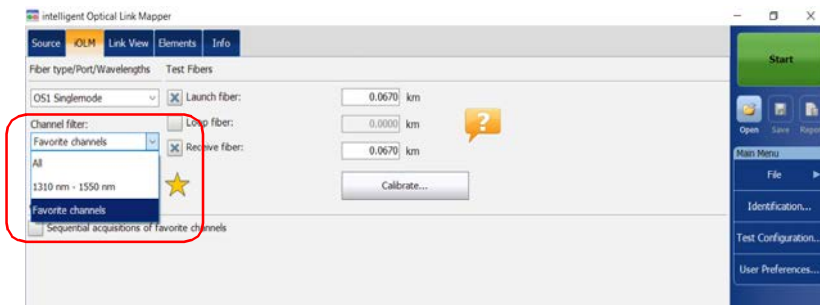 intelligent Optical Link Mapper
Source iOLM Link View Elements Info
Fiber type/Port/Wavelengths Test Fibers
OS1 Singlemode
Launch fiber: 0.0670 km
Channel filter:
Loop fiber: 0.0000 km
Favorite channels
Receive fiber: 0.0670 km
All
1310 nm - 1550 nm
Calibrate...
Favorite channels
Sequential acquisitions of favorite channels
Start
Open Save
Main Menu
File
Identification...
Test Configuration...
User Preferences...